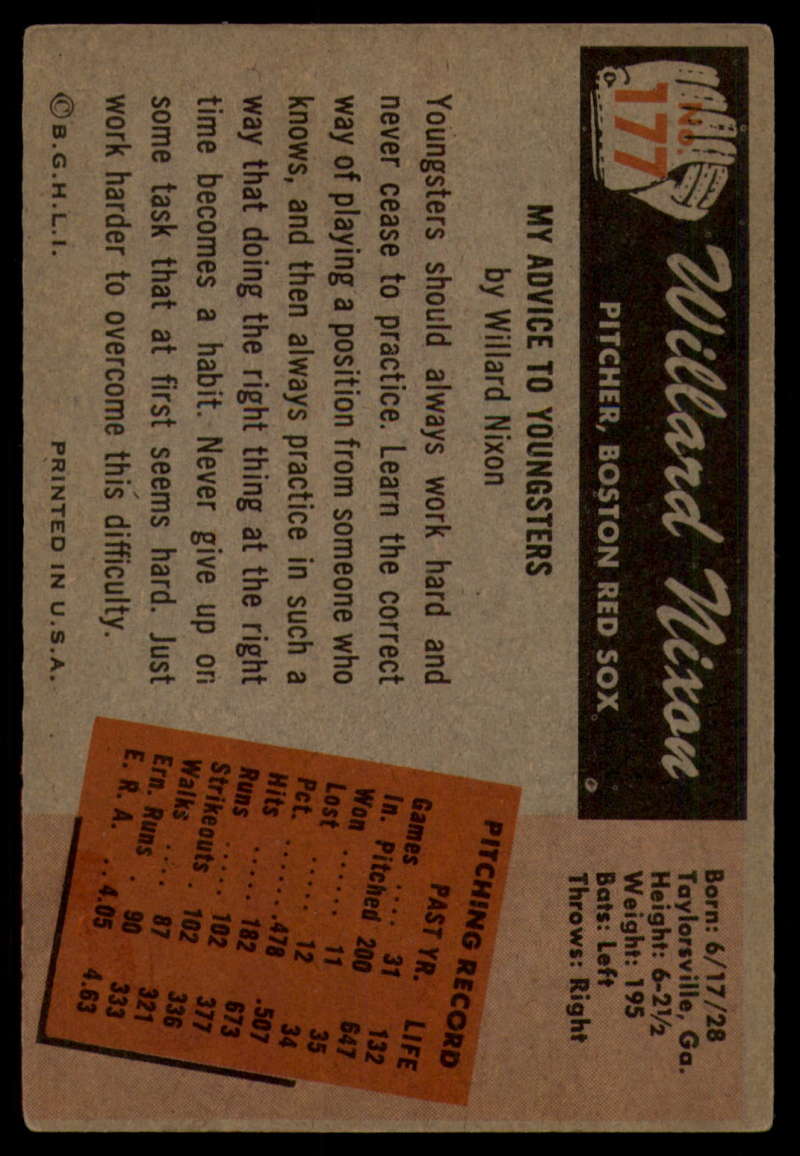 No.
177
Willard Nixon
PITCHER, BOSTON RED SOX
Born: 6/17/28
Taylorsville, Ga.
Height: 6-2½
Weight: 195
Bats: Left
Throws: Right
MY ADVICE TO YOUNGSTERS
by Willard Nixon
Youngsters should always work hard and
never cease to practice. Learn the correct
way of playing a position from someone who
knows, and then always practice in such a
way that doing the right thing at the right
time becomes a habit. Never give up on
some task that at first seems hard. Just
work harder to overcome this difficulty.
PITCHING RECORD
PAST YR. LIFE
Games .... 31 132
In. Pitched 200 647
Won ...... 11 35
Lost ..... 12 34
Pct. .......478 .507
Hits ...... 182 673
Runs ..... 102 377
Strikeouts . 102 336
Walks .... 87 321
Ern. Runs . 90 333
E. R. A. ..4.05 4.63
© B.G.H.L.I. PRINTED IN U.S.A.